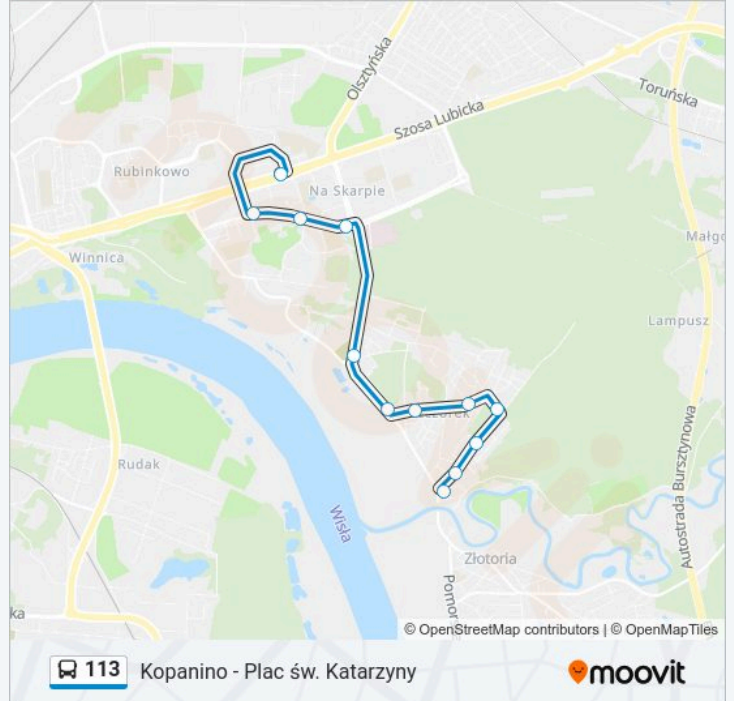 Olsztyńska
Toruńska
Szosa Lubicka
Rubinkowo
Na Skarpie
Winnica
Małgo
Lampusz
Rudak
Autostrada Bursztynowa
Wisła
Złotoria
Pomor
ka
© OpenStreetMap contributors | © OpenMapTiles
113 Kopanino - Plac św. Katarzyny
moovit